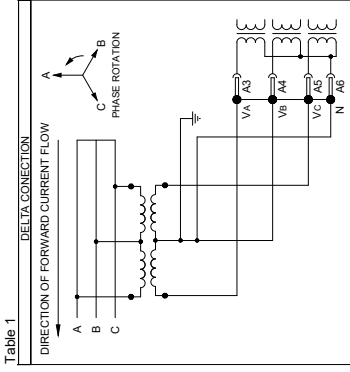 Table 1
DELTA CONECTION
DIRECTION OF FORWARD CURRENT FLOW
A
B
C
A
B
C
PHASE ROTATION
VA
A3
VB
A4
VC
A5
N
A6